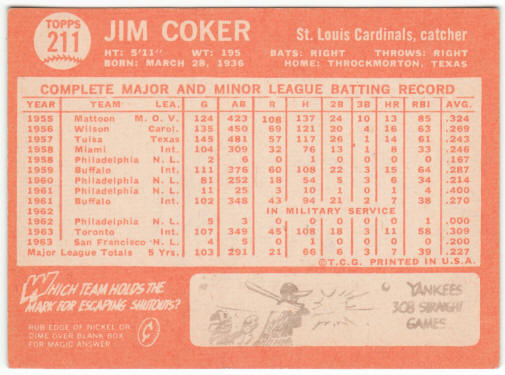 TOPPS
211
JIM COKER
St. Louis Cardinals, catcher
HT: 5'11" WT: 195 BATS: RIGHT THROWS: RIGHT
BORN: MARCH 28, 1936 HOME: THROCKMORTON, TEXAS
COMPLETE MAJOR AND MINOR LEAGUE BATTING RECORD
YEAR TEAM LEA. G AB R H 2B 3B HR RBI AVG.
1955 Mattoon M. O. V. 124 423 108 137 24 10 13 85 .324
1956 Wilson Carol. 135 450 69 121 20 4 16 63 .269
1957 Tulsa Texas 145 481 57 117 26 1 14 61 .243
1958 Miami Int. 104 309 32 76 13 1 8 33 .246
1958 Philadelphia N. L. 2 6 0 1 0 0 0 0 .167
1959 Buffalo Int. 111 376 60 108 22 3 15 64 .287
1960 Philadelphia N. L. 81 252 18 54 5 3 6 34 .214
1961 Philadelphia N. L. 11 25 3 10 1 0 1 4 .400
1961 Buffalo Int. 102 348 43 94 21 2 7 38 .270
1962 IN MILITARY SERVICE
1962 Philadelphia N. L. 5 3 0 0 0 0 0 1 .000
1963 Toronto Int. 107 349 45 108 18 3 11 58 .309
1963 San Francisco N. L. 4 5 0 1 0 0 0 0 .200
Major League Totals 5 Yrs. 103 291 21 66 6 3 7 39 .227
©T.C.G. PRINTED IN U.S.A.
WHICH TEAM HOLDS THE
MARK FOR ESCAPING SHUTOUTS?
RUB EDGE OF NICKEL OR
DIME OVER BLANK BOX
FOR MAGIC ANSWER
YANKEES
308 STRAIGHT
GAMES